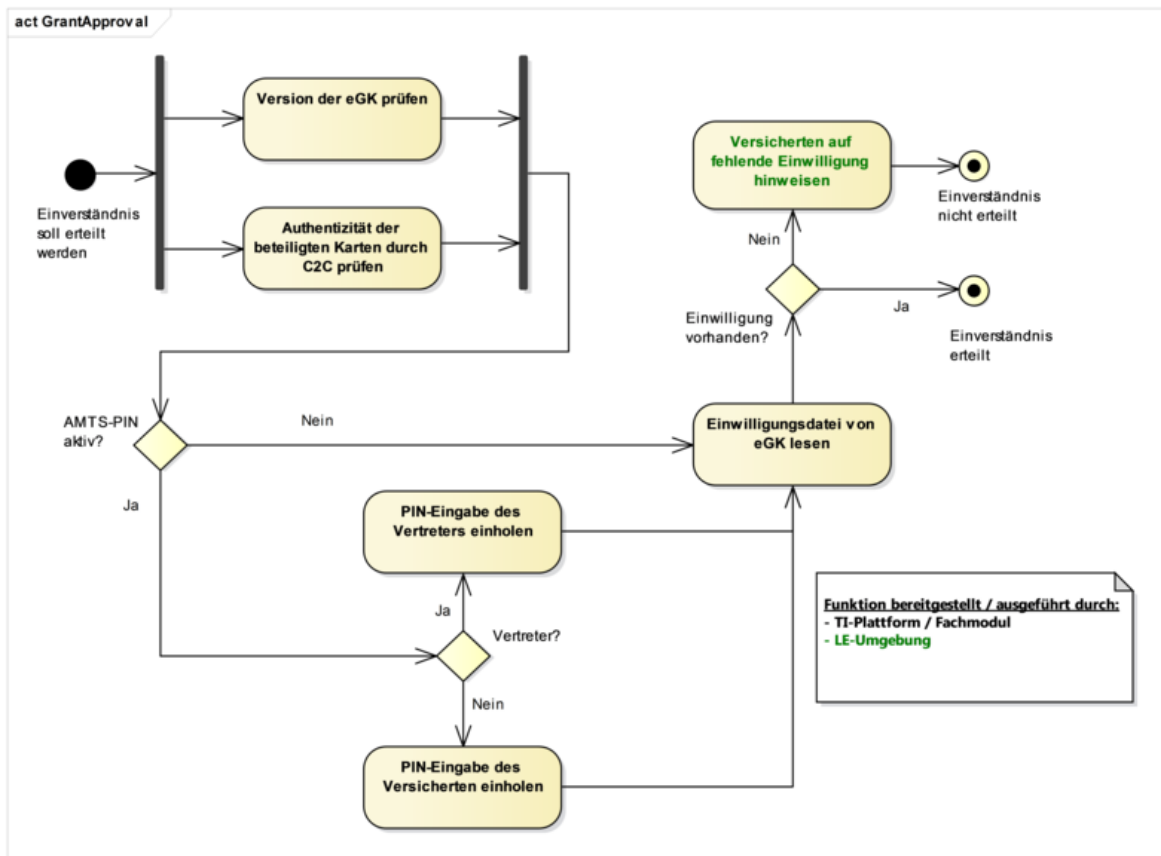 act GrantApproval
Version der eGK prüfen
Einverständnis
soll erteilt
werden
Authentizität der
beteiligten Karten durch
C2C prüfen
Versicherten auf
fehlende Einwilligung
hinweisen
Einverständnis
nicht erteilt
Nein
Einwilligung
vorhanden?
Ja
Einverständnis
erteilt
AMTS-PIN
aktiv?
Nein
Einwilligungsdatei von
eGK lesen
Ja
PIN-Eingabe des
Vertreters einholen
Ja
Vertreter?
Nein
PIN-Eingabe des
Versicherten einholen
Funktion bereitgestellt / ausgeführt durch:
- TI-Plattform / Fachmodul
- LE-Umgebung